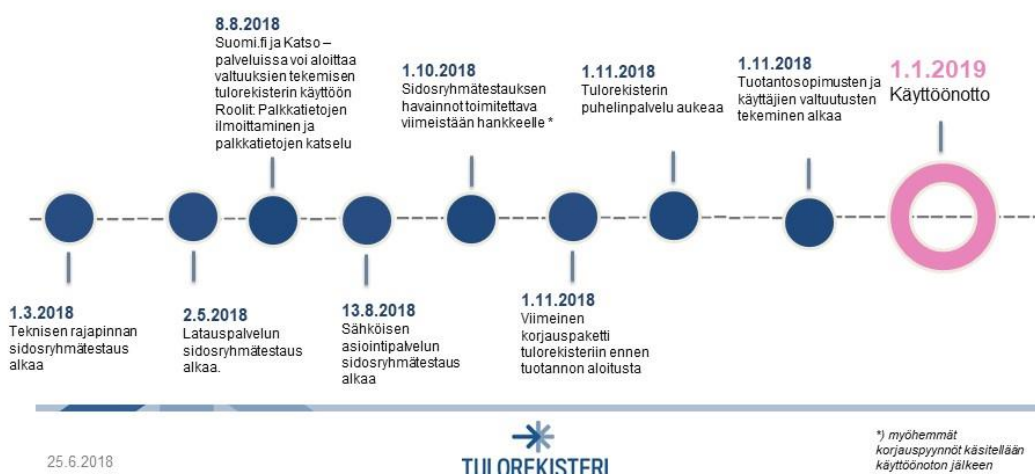 8.8.2018
Suomi.fi ja Katso –
palveluissa voi aloittaa
valtuuksien tekemisen
tulorekisterin käyttöön
Roolit: Palkkatietojen
ilmoittaminen ja
palkkatietojen katselu
1.10.2018
Sidosryhmätestauksen
havainnot toimitettava
viimeistään hankkeelle *
1.11.2018
Tulorekisterin
puhelinpalvelu aukeaa
1.11.2018
Tuotantosopimusten ja
käyttäjien valtuutusten
tekeminen alkaa
1.1.2019
Käyttöönotto
1.3.2018
Teknisen rajapinnan
sidosryhmätestaus
alkaa
2.5.2018
Latauspalvelun
sidosryhmätestaus
alkaa.
13.8.2018
Sähköisen
asiointipalvelun
sidosryhmätestaus
alkaa
1.11.2018
Viimeinen
korjauspaketti
tulorekisteriin ennen
tuotannon aloitusta
25.6.2018
TULOREKISTERI
*) myöhemmät
korjauspyynnöt käsitellään
käyttöönoton jälkeen